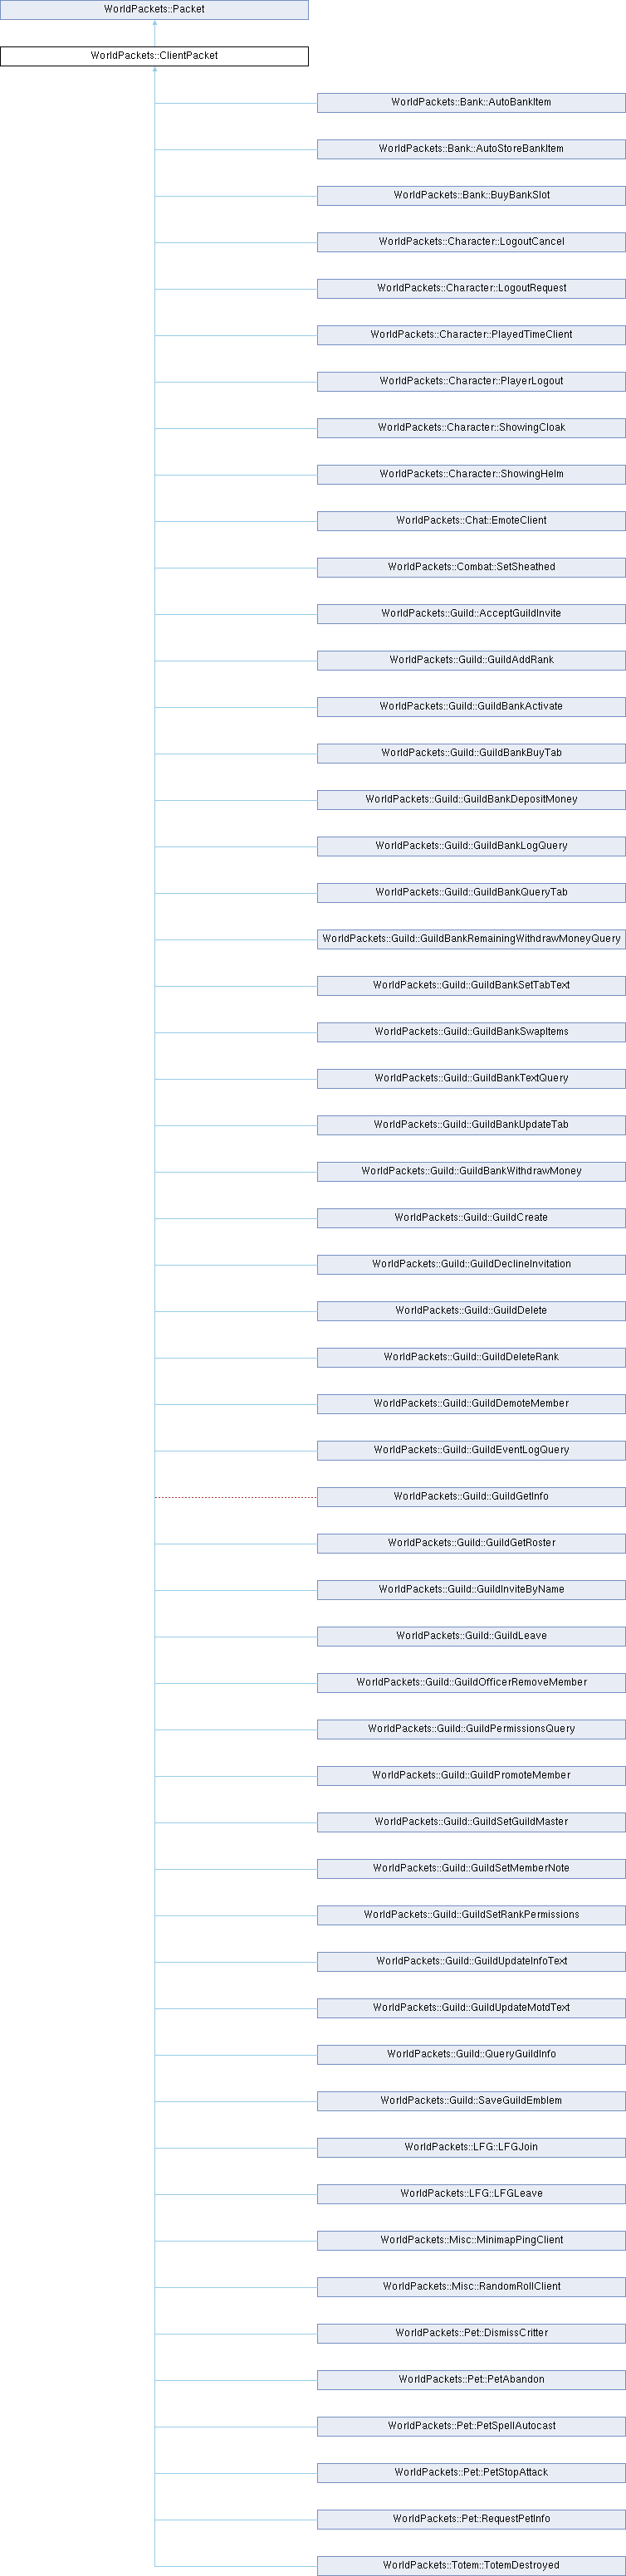 WorldPackets::Packet
WorldPackets::ClientPacket
WorldPackets::Bank::AutoBankItem
WorldPackets::Bank::AutoStoreBankItem
WorldPackets::Bank::BuyBankSlot
WorldPackets::Character::LogoutCancel
WorldPackets::Character::LogoutRequest
WorldPackets::Character::PlayedTimeClient
WorldPackets::Character::PlayerLogout
WorldPackets::Character::ShowingCloak
WorldPackets::Character::ShowingHelm
WorldPackets::Chat::EmoteClient
WorldPackets::Combat::SetSheathed
WorldPackets::Guild::AcceptGuildInvite
WorldPackets::Guild::GuildAddRank
WorldPackets::Guild::GuildBankActivate
WorldPackets::Guild::GuildBankBuyTab
WorldPackets::Guild::GuildBankDepositMoney
WorldPackets::Guild::GuildBankLogQuery
WorldPackets::Guild::GuildBankQueryTab
WorldPackets::Guild::GuildBankRemainingWithdrawMoneyQuery
WorldPackets::Guild::GuildBankSetTabText
WorldPackets::Guild::GuildBankSwapItems
WorldPackets::Guild::GuildBankTextQuery
WorldPackets::Guild::GuildBankUpdateTab
WorldPackets::Guild::GuildBankWithdrawMoney
WorldPackets::Guild::GuildCreate
WorldPackets::Guild::GuildDeclineInvitation
WorldPackets::Guild::GuildDelete
WorldPackets::Guild::GuildDeleteRank
WorldPackets::Guild::GuildDemoteMember
WorldPackets::Guild::GuildEventLogQuery
WorldPackets::Guild::GuildGetInfo
WorldPackets::Guild::GuildGetRoster
WorldPackets::Guild::GuildInviteByName
WorldPackets::Guild::GuildLeave
WorldPackets::Guild::GuildOfficerRemoveMember
WorldPackets::Guild::GuildPermissionsQuery
WorldPackets::Guild::GuildPromoteMember
WorldPackets::Guild::GuildSetGuildMaster
WorldPackets::Guild::GuildSetMemberNote
WorldPackets::Guild::GuildSetRankPermissions
WorldPackets::Guild::GuildUpdateInfoText
WorldPackets::Guild::GuildUpdateMotdText
WorldPackets::Guild::QueryGuildInfo
WorldPackets::Guild::SaveGuildEmblem
WorldPackets::LFG::LFGJoin
WorldPackets::LFG::LFGLeave
WorldPackets::Misc::MinimapPingClient
WorldPackets::Misc::RandomRollClient
WorldPackets::Pet::DismissCritter
WorldPackets::Pet::PetAbandon
WorldPackets::Pet::PetSpellAutocast
WorldPackets::Pet::PetStopAttack
WorldPackets::Pet::RequestPetInfo
WorldPackets::Totem::TotemDestroyed